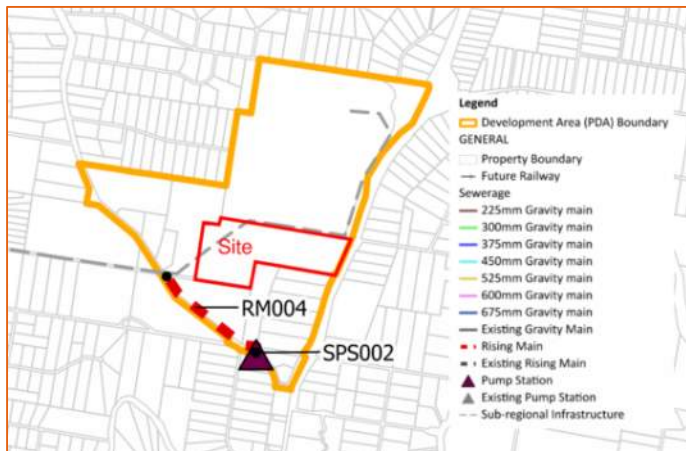 Site
RM004
SPS002
Legend
Development Area (PDA) Boundary
GENERAL
Property Boundary
Future Railway
Sewerage
225mm Gravity main
300mm Gravity main
375mm Gravity main
450mm Gravity main
525mm Gravity main
600mm Gravity main
675mm Gravity main
Existing Gravity Main
Rising Main
Existing Rising Main
Pump Station
Existing Pump Station
Sub-regional Infrastructure